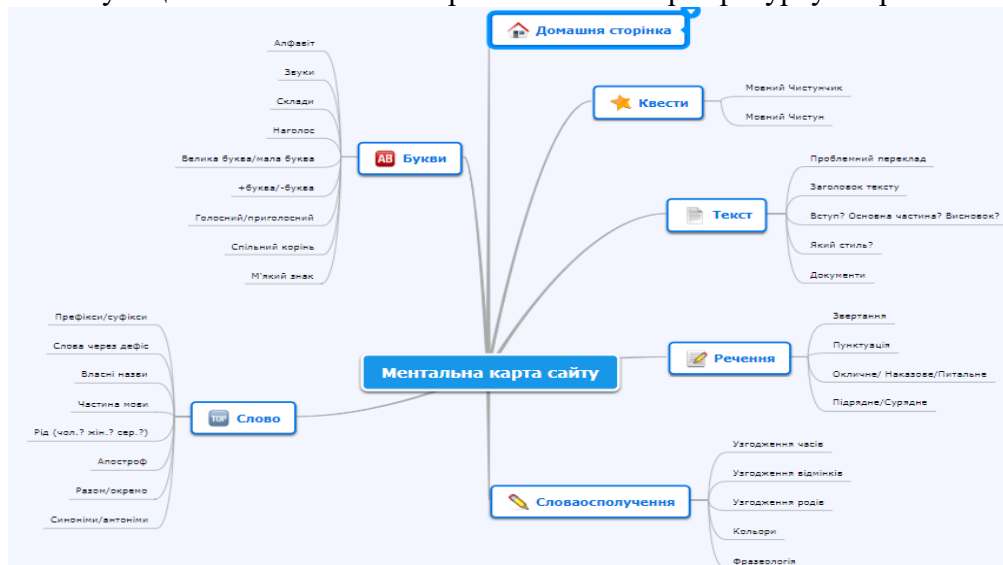 Домашня сторінка
Квести
Мовний Чистунчик
Мовний Чистун
Текст
Проблемний переклад
Заголовок тексту
Вступ? Основна частина? Висновок?
Який стиль?
Документи
Речення
Звертання
Пунктуація
Окличне/ Наказове/Питальне
Підрядне/Сурядне
Словаосполучення
Узгодження часів
Узгодження відмінків
Узгодження родів
Кольори
Фразеологія
Ментальна карта сайту
AB Букви
Алфавіт
Звуки
Склади
Наголос
Велика буква/мала буква
+буква/-буква
Голосний/приголосний
Спільний корінь
М'який знак
TOP Слово
Префікси/суфікси
Слова через дефіс
Власні назви
Частина мови
Рід (чол.? жін.? сер.?)
Апостроф
Разом/окремо
Синоніми/антоніми